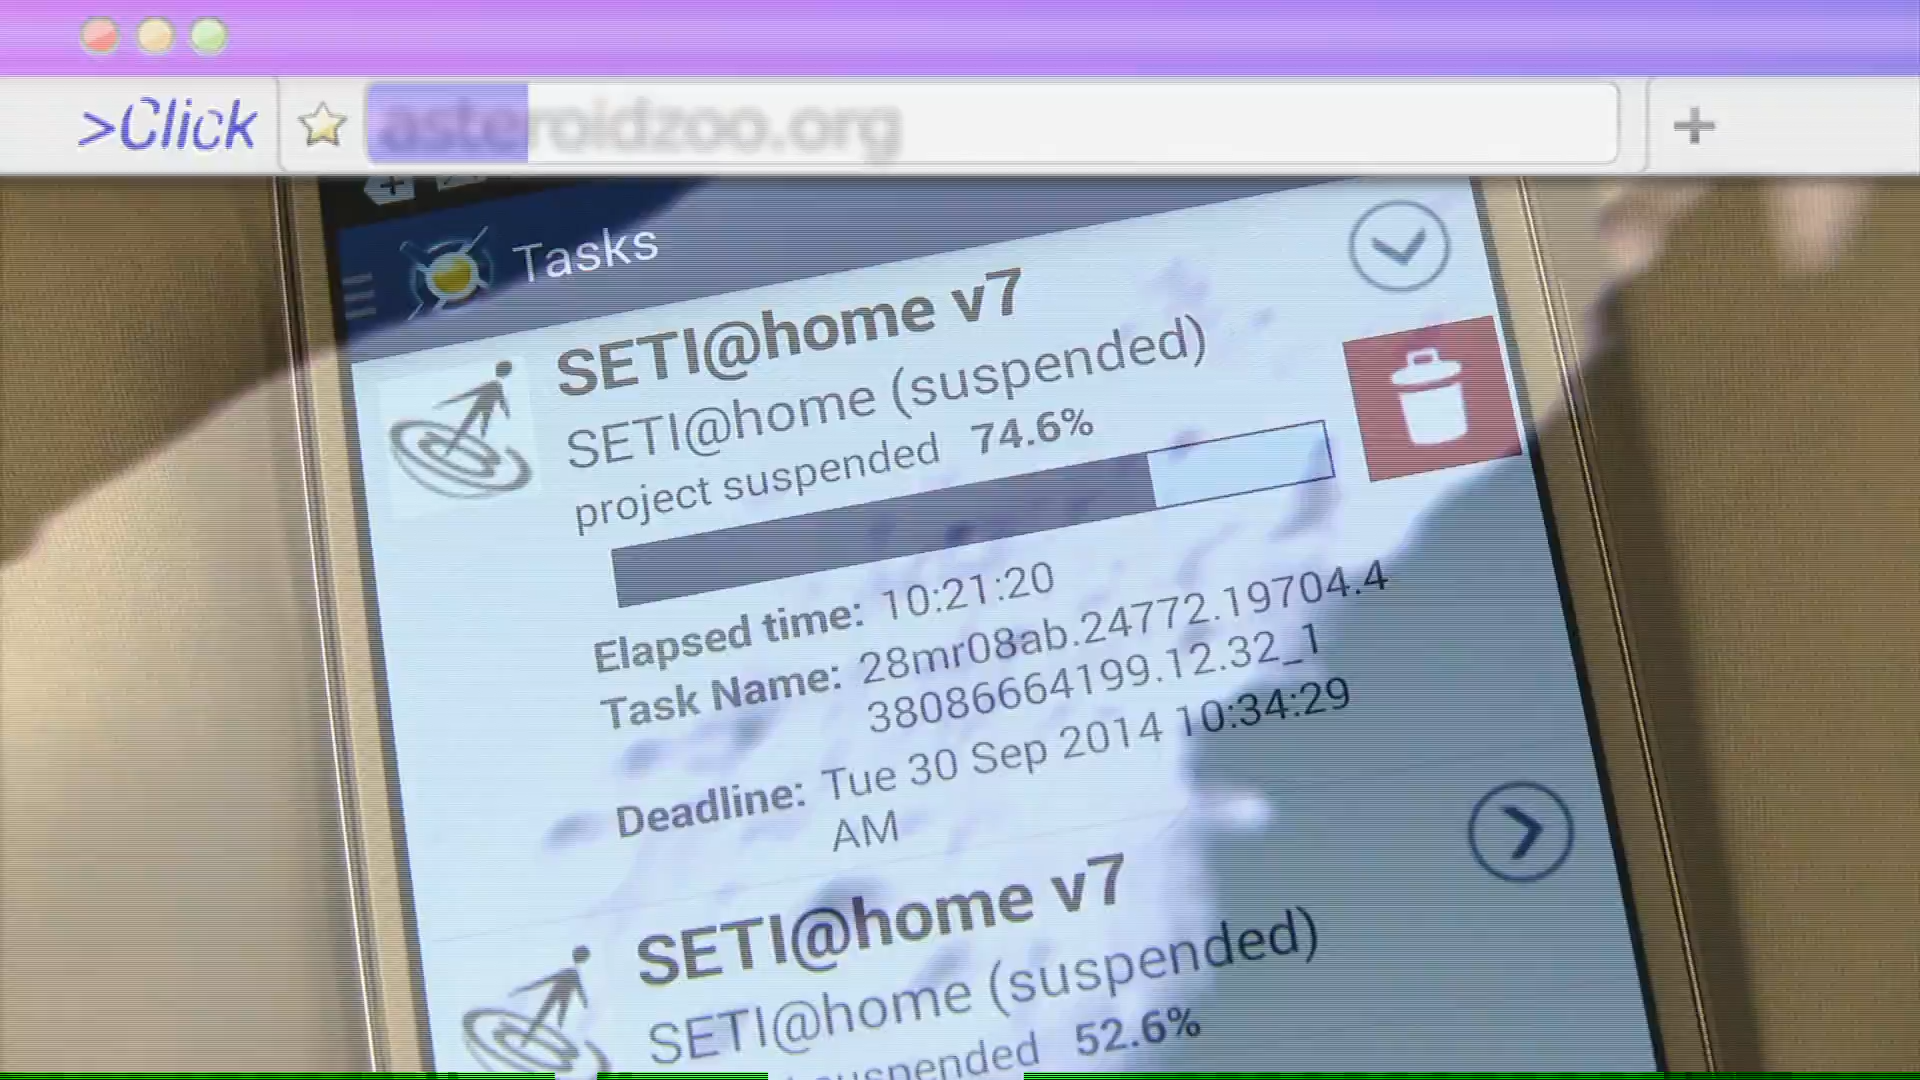 >Click
asteroidzoo.org
Tasks
SETI@home v7
SETI@home (suspended)
project suspended 74.6%
Elapsed time: 10:21:20
Task Name: 28mr08ab.24772.19704.4
38086664199.12.32_1
Deadline: Tue 30 Sep 2014 10:34:29
AM
SETI@home v7
SETI@home (suspended)
suspended 52.6%